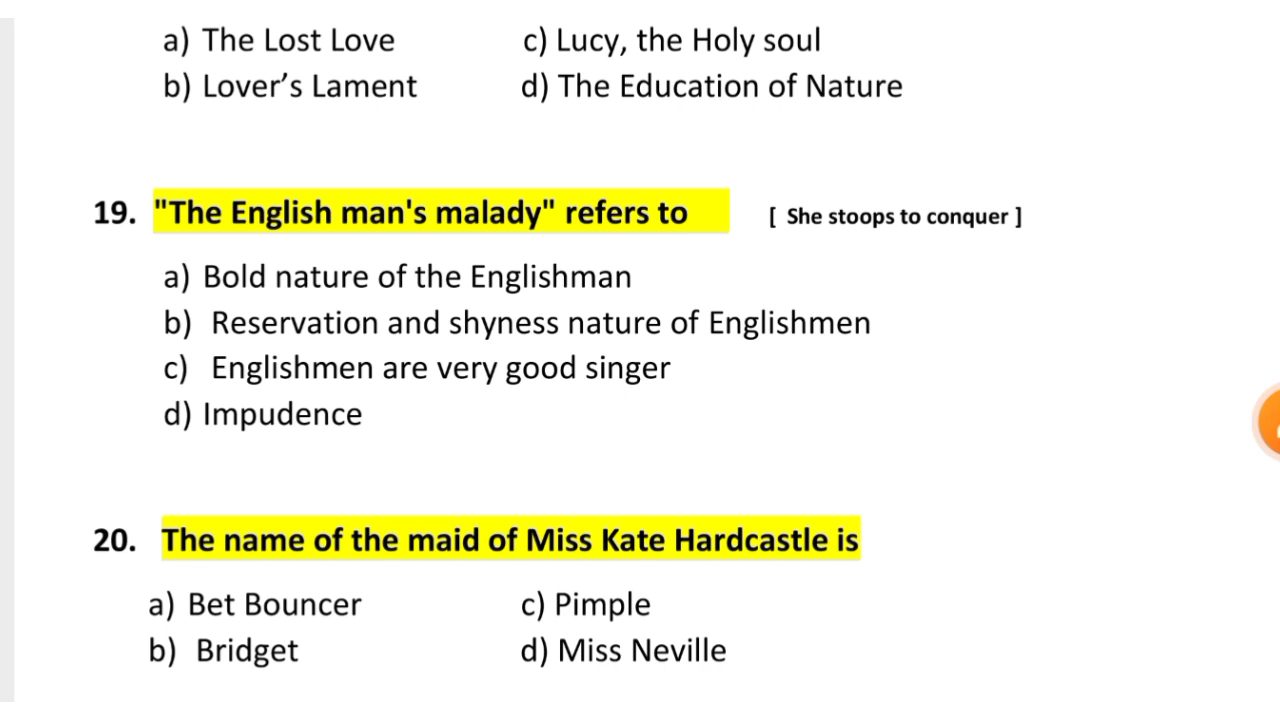 a) The Lost Love c) Lucy, the Holy soul
b) Lover’s Lament d) The Education of Nature
19. "The English man's malady" refers to [ She stoops to conquer ]
a) Bold nature of the Englishman
b) Reservation and shyness nature of Englishmen
c) Englishmen are very good singer
d) Impudence
20. The name of the maid of Miss Kate Hardcastle is
a) Bet Bouncer c) Pimple
b) Bridget d) Miss Neville